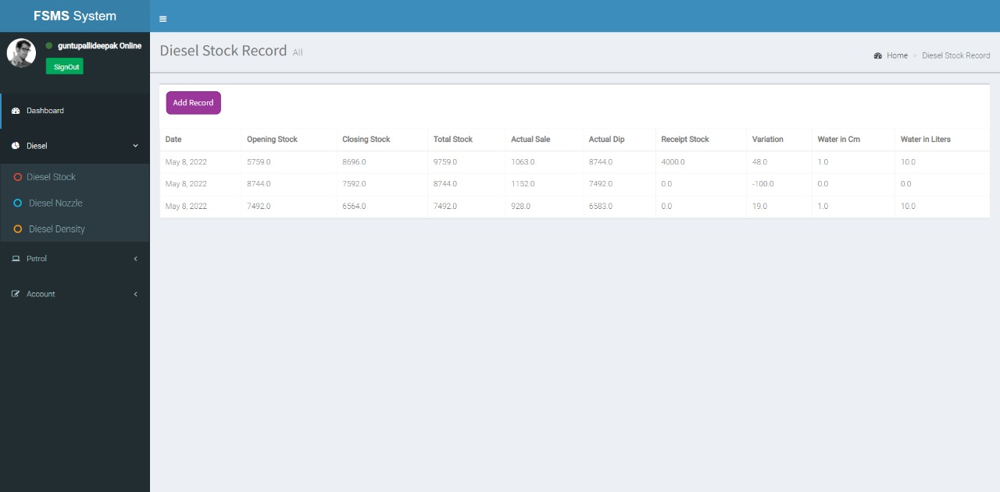 FSMS System
guntupallideepak Online
SignOut
Dashboard
Diesel
Diesel Stock
Diesel Nozzle
Diesel Density
Petrol
Account
Diesel Stock Record All
Home > Diesel Stock Record
Add Record
Date Opening Stock Closing Stock Total Stock Actual Sale Actual Dip Receipt Stock Variation Water in Cm Water in Liters
May 8, 2022 5759.0 8696.0 9759.0 1063.0 8744.0 4000.0 48.0 1.0 10.0
May 8, 2022 8744.0 7592.0 8744.0 1152.0 7492.0 0.0 -100.0 0.0 0.0
May 8, 2022 7492.0 6564.0 7492.0 928.0 6583.0 0.0 19.0 1.0 10.0